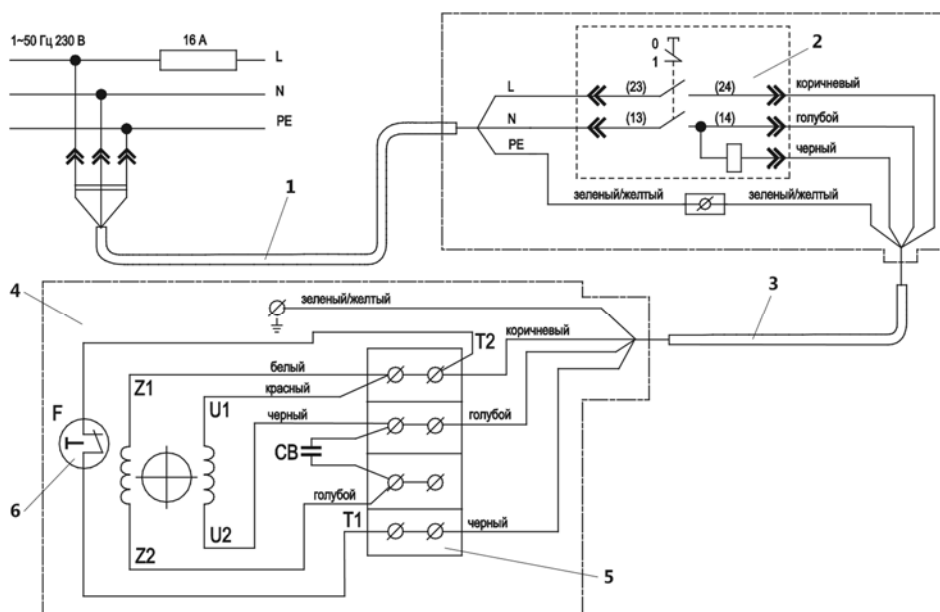 1~50 Гц 230 В
16 А
L
N
PE
1
0
1
2
L
(23)
(24)
коричневый
N
(13)
(14)
голубой
PE
черный
зеленый/желтый
зеленый/желтый
3
4
зеленый/желтый
T2
коричневый
белый
Z1
красный
U1
F
черный
голубой
CB
6
голубой
T1
черный
U2
Z2
5